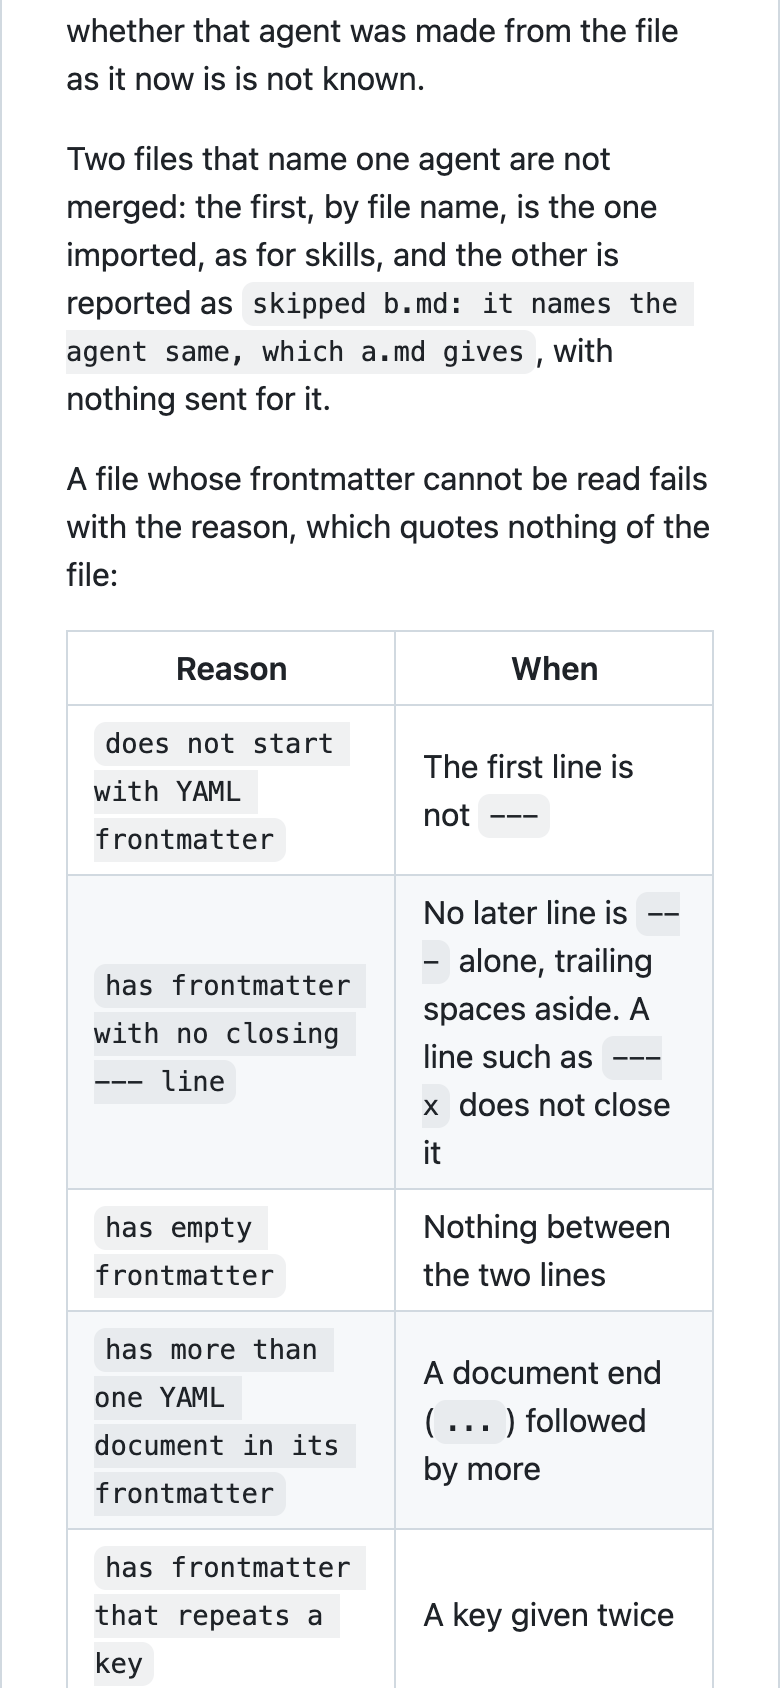 whether that agent was made from the file
as it now is is not known.
Two files that name one agent are not
merged: the first, by file name, is the one
imported, as for skills, and the other is
reported as skipped b.md: it names the
agent same, which a.md gives, with
nothing sent for it.
A file whose frontmatter cannot be read fails
with the reason, which quotes nothing of the
file:
Reason
When
does not start
with YAML
frontmatter
The first line is
not ---
has frontmatter
with no closing
--- line
No later line is --
- alone, trailing
spaces aside. A
line such as ---
x does not close
it
has empty
frontmatter
Nothing between
the two lines
has more than
one YAML
document in its
frontmatter
A document end
(...) followed
by more
has frontmatter
that repeats a
key
A key given twice